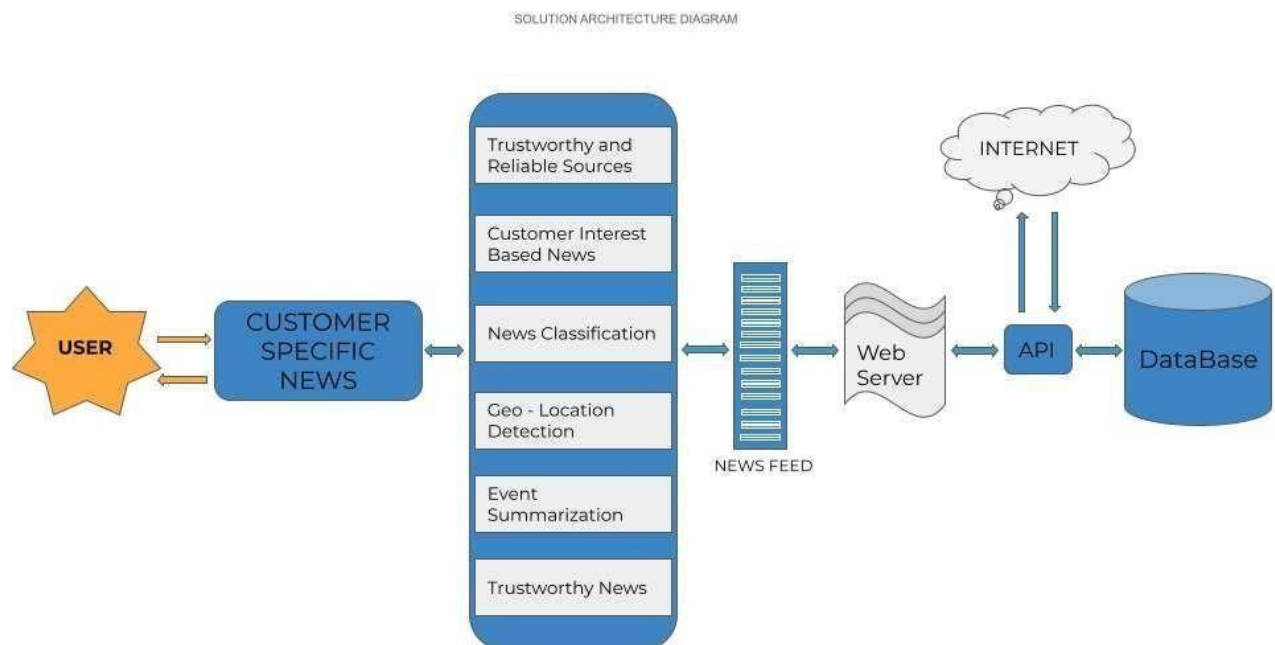 SOLUTION ARCHITECTURE DIAGRAM
USER
CUSTOMER
SPECIFIC
NEWS
Trustworthy and
Reliable Sources
Customer Interest
Based News
News Classification
Geo - Location
Detection
Event
Summarization
Trustworthy News
NEWS FEED
Web
Server
INTERNET
API
DataBase